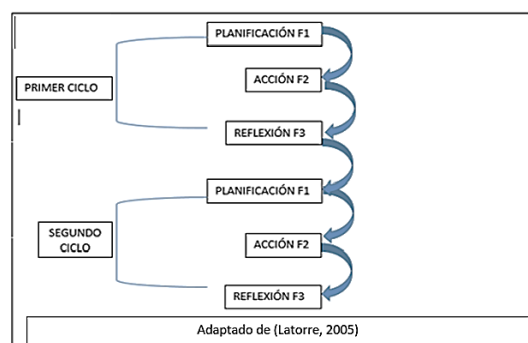 PLANIFICACIÓN F1
ACCIÓN F2
PRIMER CICLO
REFLEXIÓN F3
PLANIFICACIÓN F1
SEGUNDO
CICLO
ACCIÓN F2
REFLEXIÓN F3
Adaptado de (Latorre, 2005)